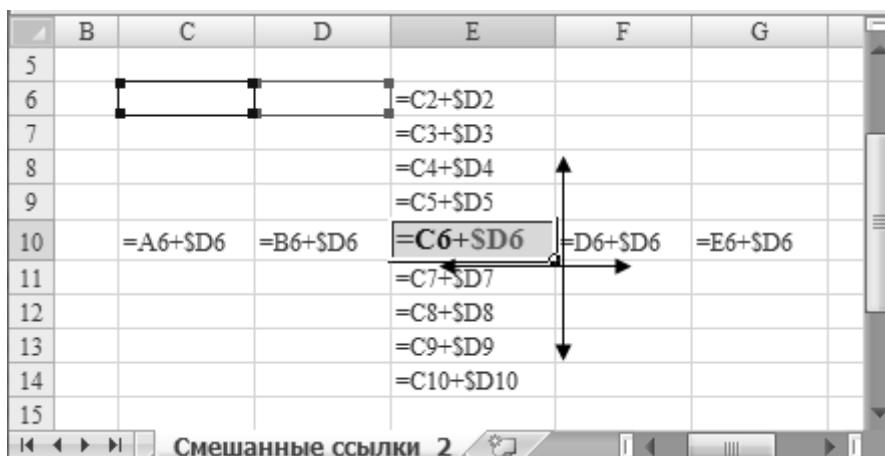 B C D E F G
5
6 =C2+$D2
7 =C3+$D3
8 =C4+$D4
9 =C5+$D5
10 =A6+$D6 =B6+$D6 =C6+$D6 =D6+$D6 =E6+$D6
11 =C7+$D7
12 =C8+$D8
13 =C9+$D9
14 =C10+$D10
15
Смешанные ссылки 2